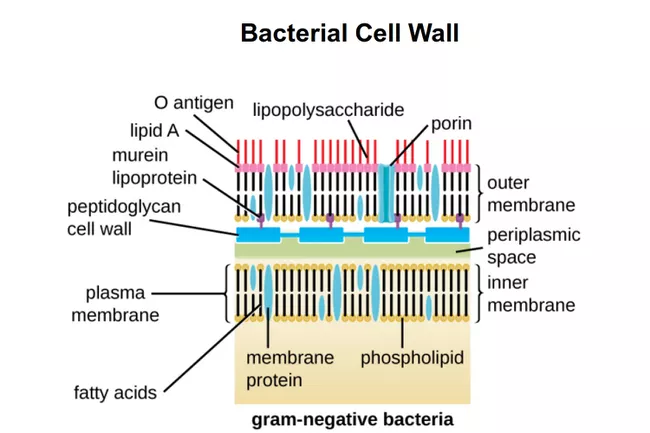 Bacterial Cell Wall
O antigen
lipopolysaccharide
porin
lipid A
murein
lipoprotein
peptidoglycan
cell wall
outer
membrane
periplasmic
space
plasma
membrane
inner
membrane
membrane
protein
phospholipid
fatty acids
gram-negative bacteria